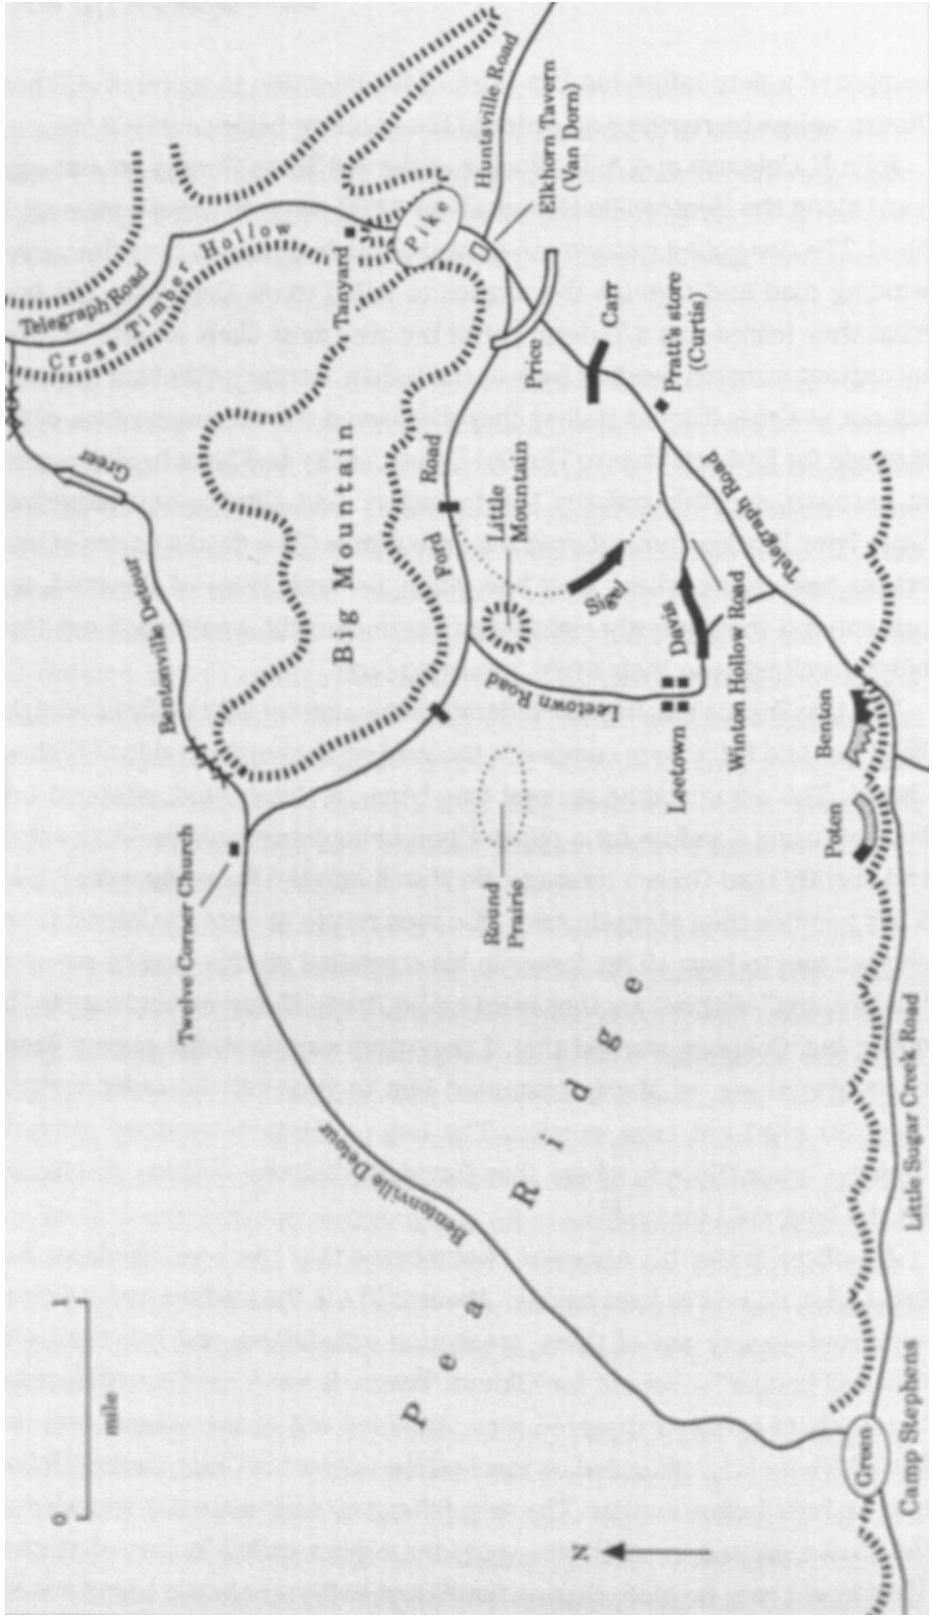 Telegraph Road
Cross Timber Hollow
Tanyard
Pike
Huntsville Road
Elkhorn Tavern
(Van Dorn)
Greer
Bentonville Detour
Big Mountain
Ford Road
Price
Carr
Pratt's store
(Curtis)
Little
Mountain
Sigel
Davis
Telegraph Road
Leetown Road
Leetown
Winton Hollow Road
Benton
Poten
Twelve Corner Church
Round
Prairie
Pea Ridge
Bentonville Detour
Little Sugar Creek Road
0 1
mile
N
Green
Camp Stephens